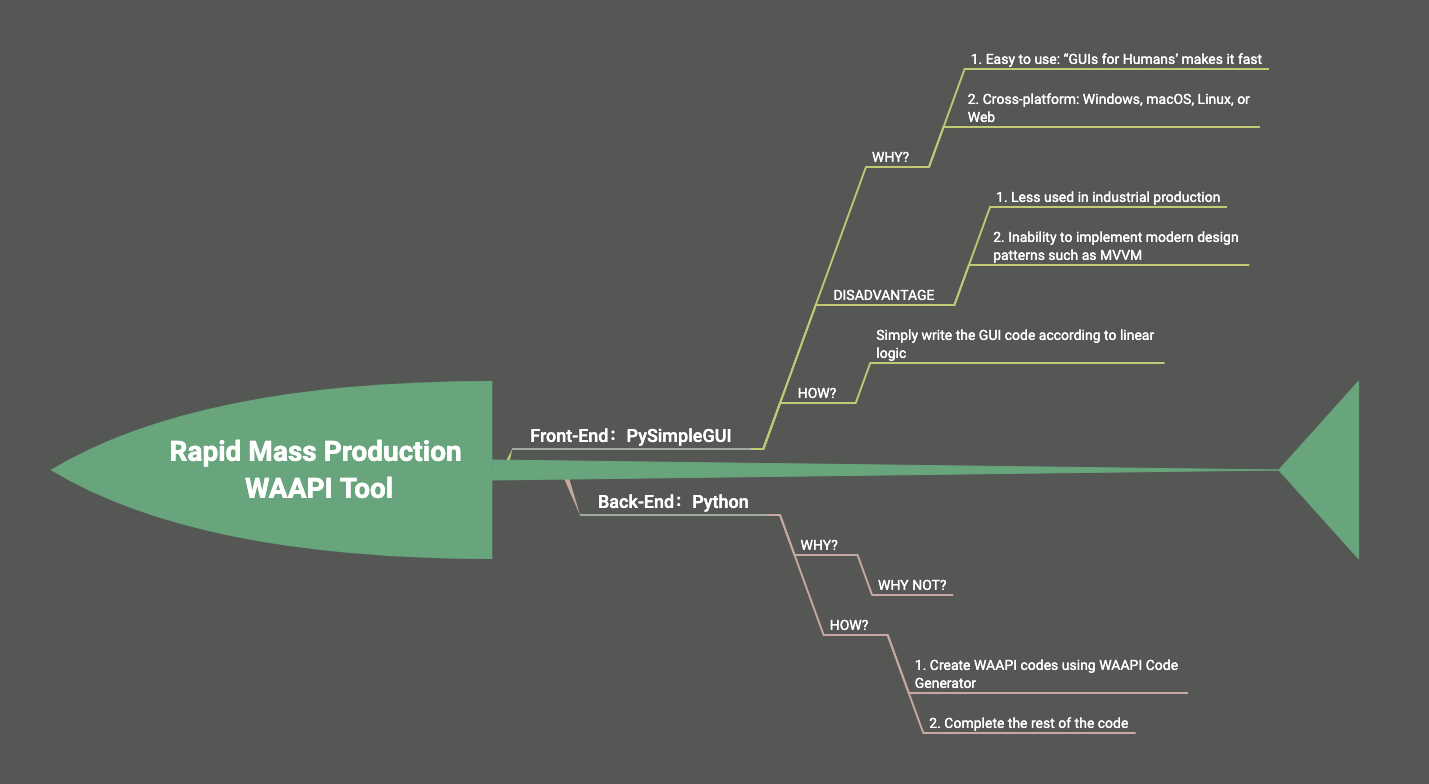 Rapid Mass Production
WAAPI Tool
Front-End：PySimpleGUI
WHY?
1. Easy to use: “GUIs for Humans’ makes it fast
2. Cross-platform: Windows, macOS, Linux, or
Web
DISADVANTAGE
1. Less used in industrial production
2. Inability to implement modern design
patterns such as MVVM
HOW?
Simply write the GUI code according to linear
logic
Back-End：Python
WHY?
WHY NOT?
HOW?
1. Create WAAPI codes using WAAPI Code
Generator
2. Complete the rest of the code